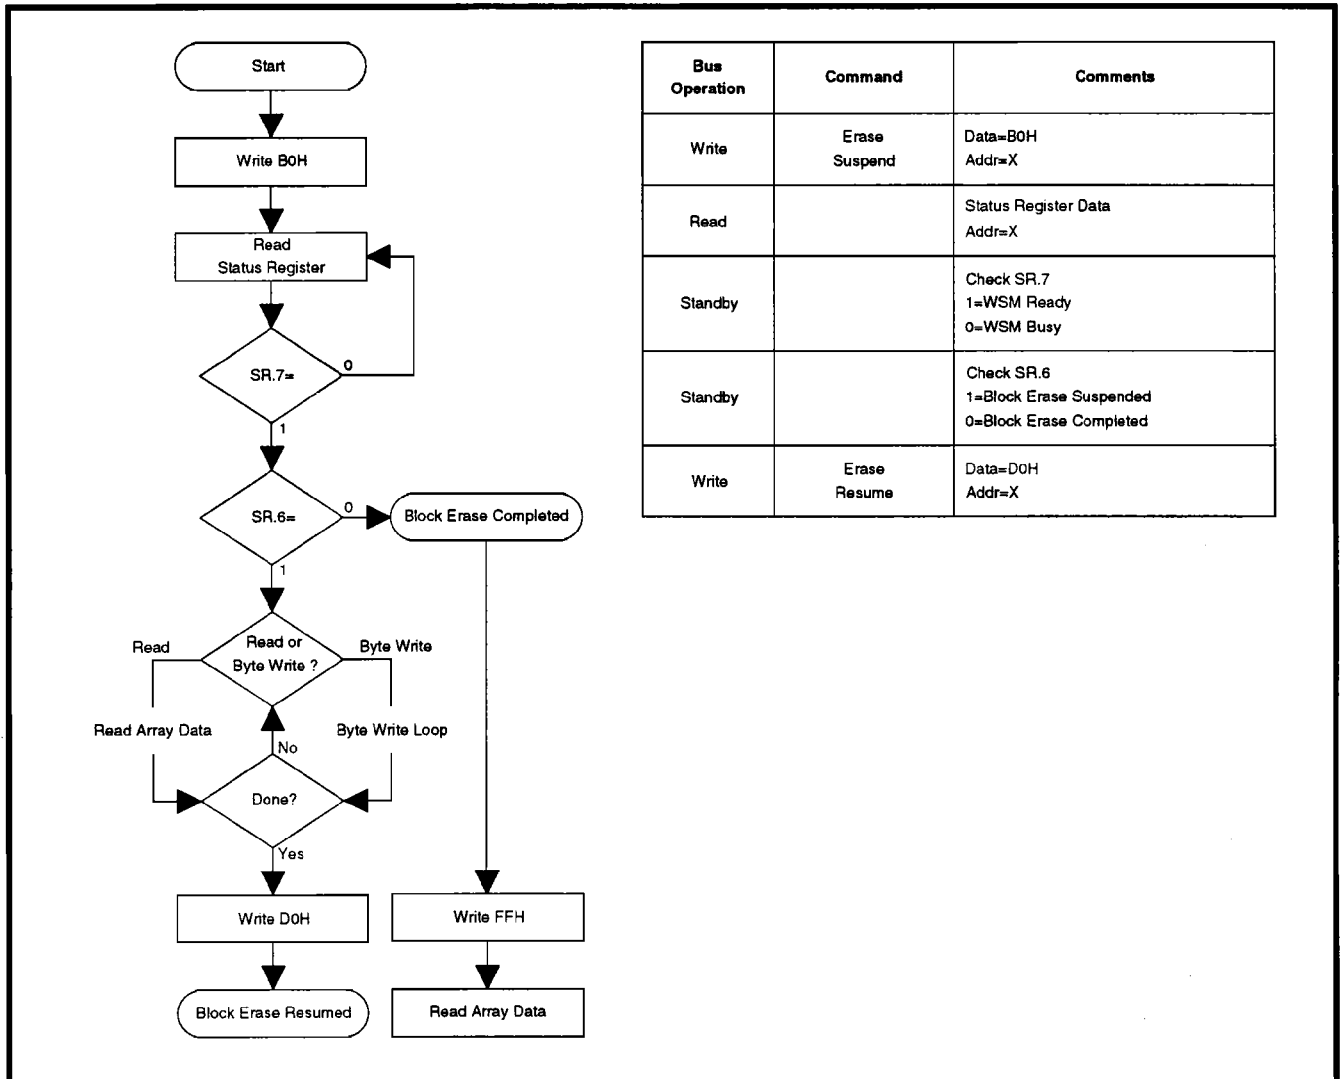 Start
Write B0H
Read
Status Register
SR.7=
0
1
SR.6=
0
Block Erase Completed
1
Read or
Byte Write ?
Read
Byte Write
Read Array Data
Byte Write Loop
No
Done?
Yes
Write D0H
Write FFH
Block Erase Resumed
Read Array Data
Bus
Operation
Command
Comments
Write
Erase
Suspend
Data=B0H
Addr=X
Read
Status Register Data
Addr=X
Standby
Check SR.7
1=WSM Ready
0=WSM Busy
Standby
Check SR.6
1=Block Erase Suspended
0=Block Erase Completed
Write
Erase
Resume
Data=D0H
Addr=X